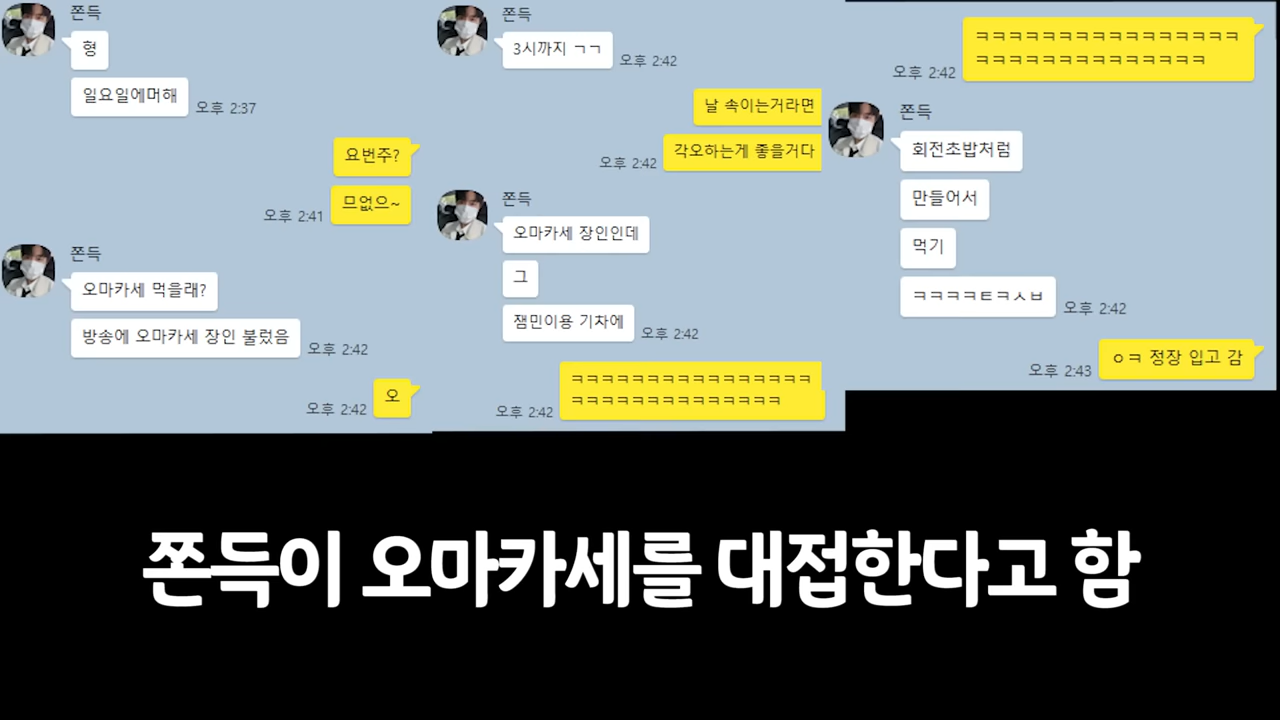 쫀득
형
일요일에머해
오후 2:37
요번주?
므없으~
오후 2:41
쫀득
오마카세 먹을래?
방송에 오마카세 장인 불렀음
오후 2:42
오
오후 2:42
쫀득
3시까지 ㄱㄱ
오후 2:42
날 속이는거라면
각오하는게 좋을거다
오후 2:42
쫀득
오마카세 장인인데
그
잼민이용 기차에
오후 2:42
ㅋㅋㅋㅋㅋㅋㅋㅋㅋㅋㅋㅋㅋㅋㅋㅋ
ㅋㅋㅋㅋㅋㅋㅋㅋㅋㅋㅋㅋㅋㅋ
오후 2:42
ㅋㅋㅋㅋㅋㅋㅋㅋㅋㅋㅋㅋㅋㅋㅋㅋ
ㅋㅋㅋㅋㅋㅋㅋㅋㅋㅋㅋㅋㅋㅋ
오후 2:42
쫀득
회전초밥처럼
만들어서
먹기
ㅋㅋㅋㅋㅌㅋㅅㅂ
오후 2:42
ㅇㅋ 정장 입고 감
오후 2:43
쫀득이 오마카세를 대접한다고 함